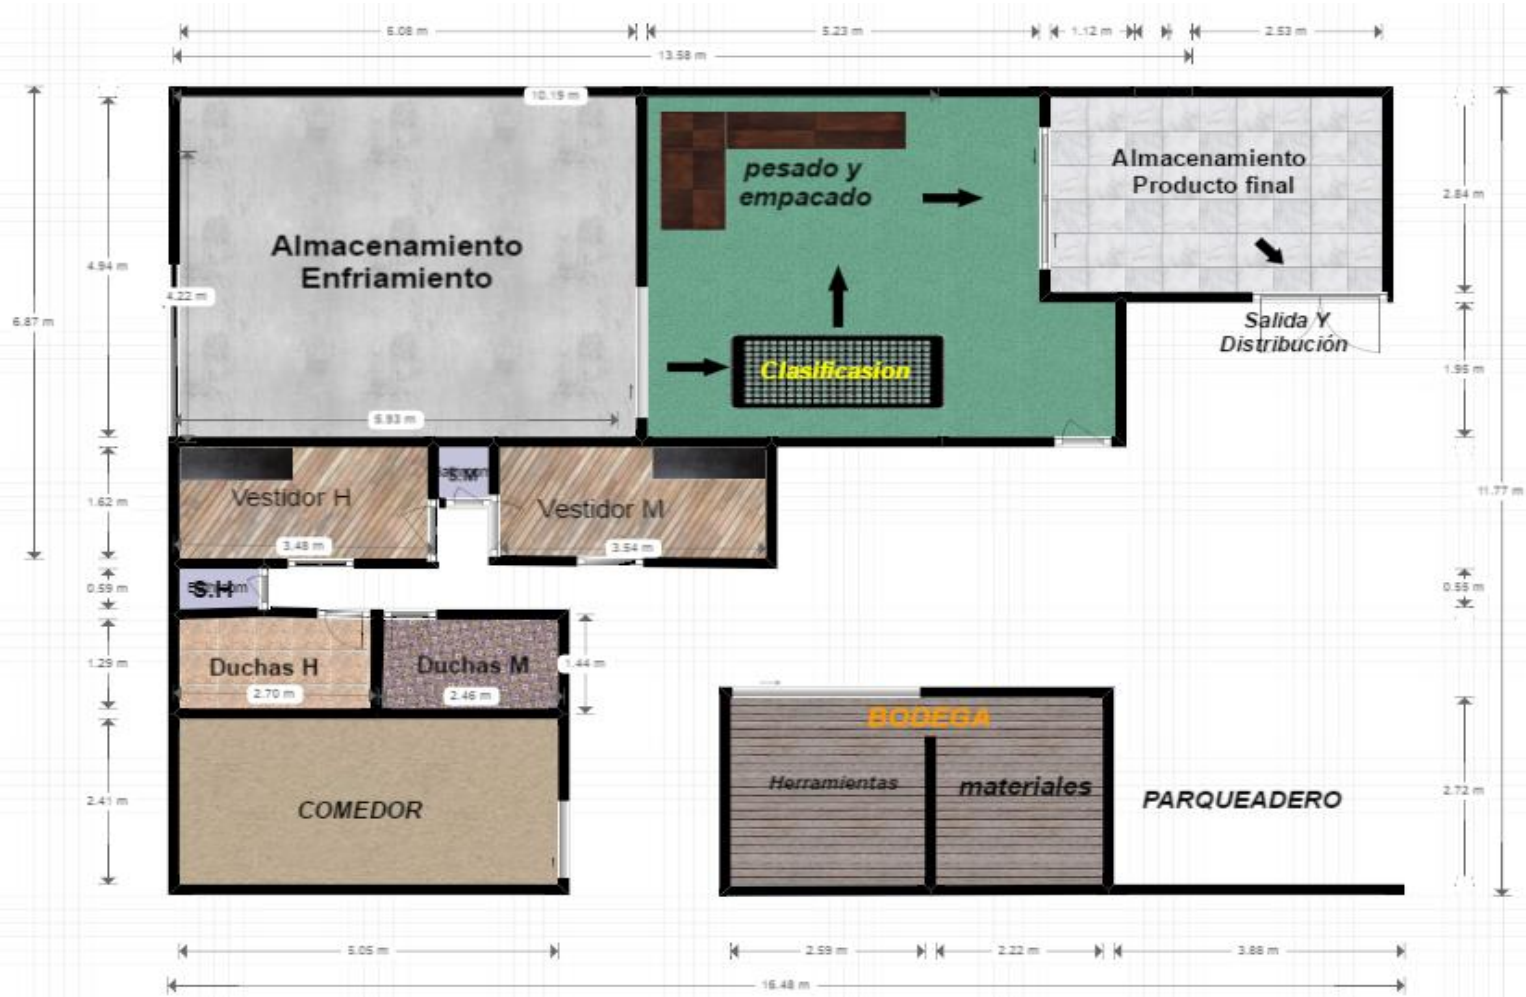 6.08 m
5.23 m
1.12 m
2.53 m
13.58 m
10.19 m
Almacenamiento
Enfriamiento
pesado y
empacado
Almacenamiento
Producto final
2.84 m
4.94 m
4.22 m
6.87 m
Salida Y
Distribución
Clasificasion
1.95 m
5.93 m
S.M
Vestidor H
Vestidor M
1.62 m
11.77 m
3.48 m
3.54 m
0.59 m
S.H
0.55 m
Duchas H
Duchas M
1.29 m
1.44 m
2.70 m
2.46 m
BODEGA
Herramientas
materiales
PARQUEADERO
COMEDOR
2.41 m
2.72 m
5.05 m
2.59 m
2.22 m
3.88 m
16.48 m